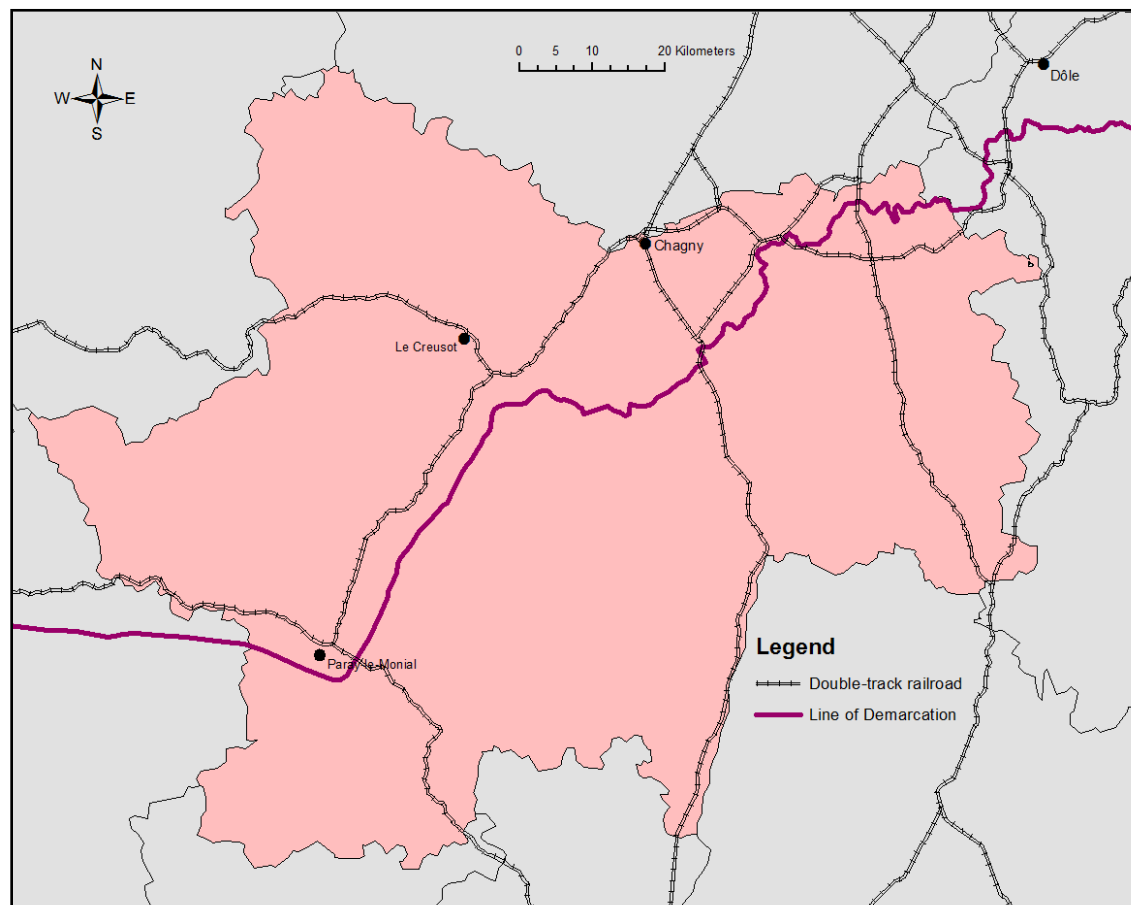 0 5 10 20 Kilometers
N
W E
S
Dôle
Chagny
Le Creusot
Paray-le-Monial
Legend
Double-track railroad
Line of Demarcation